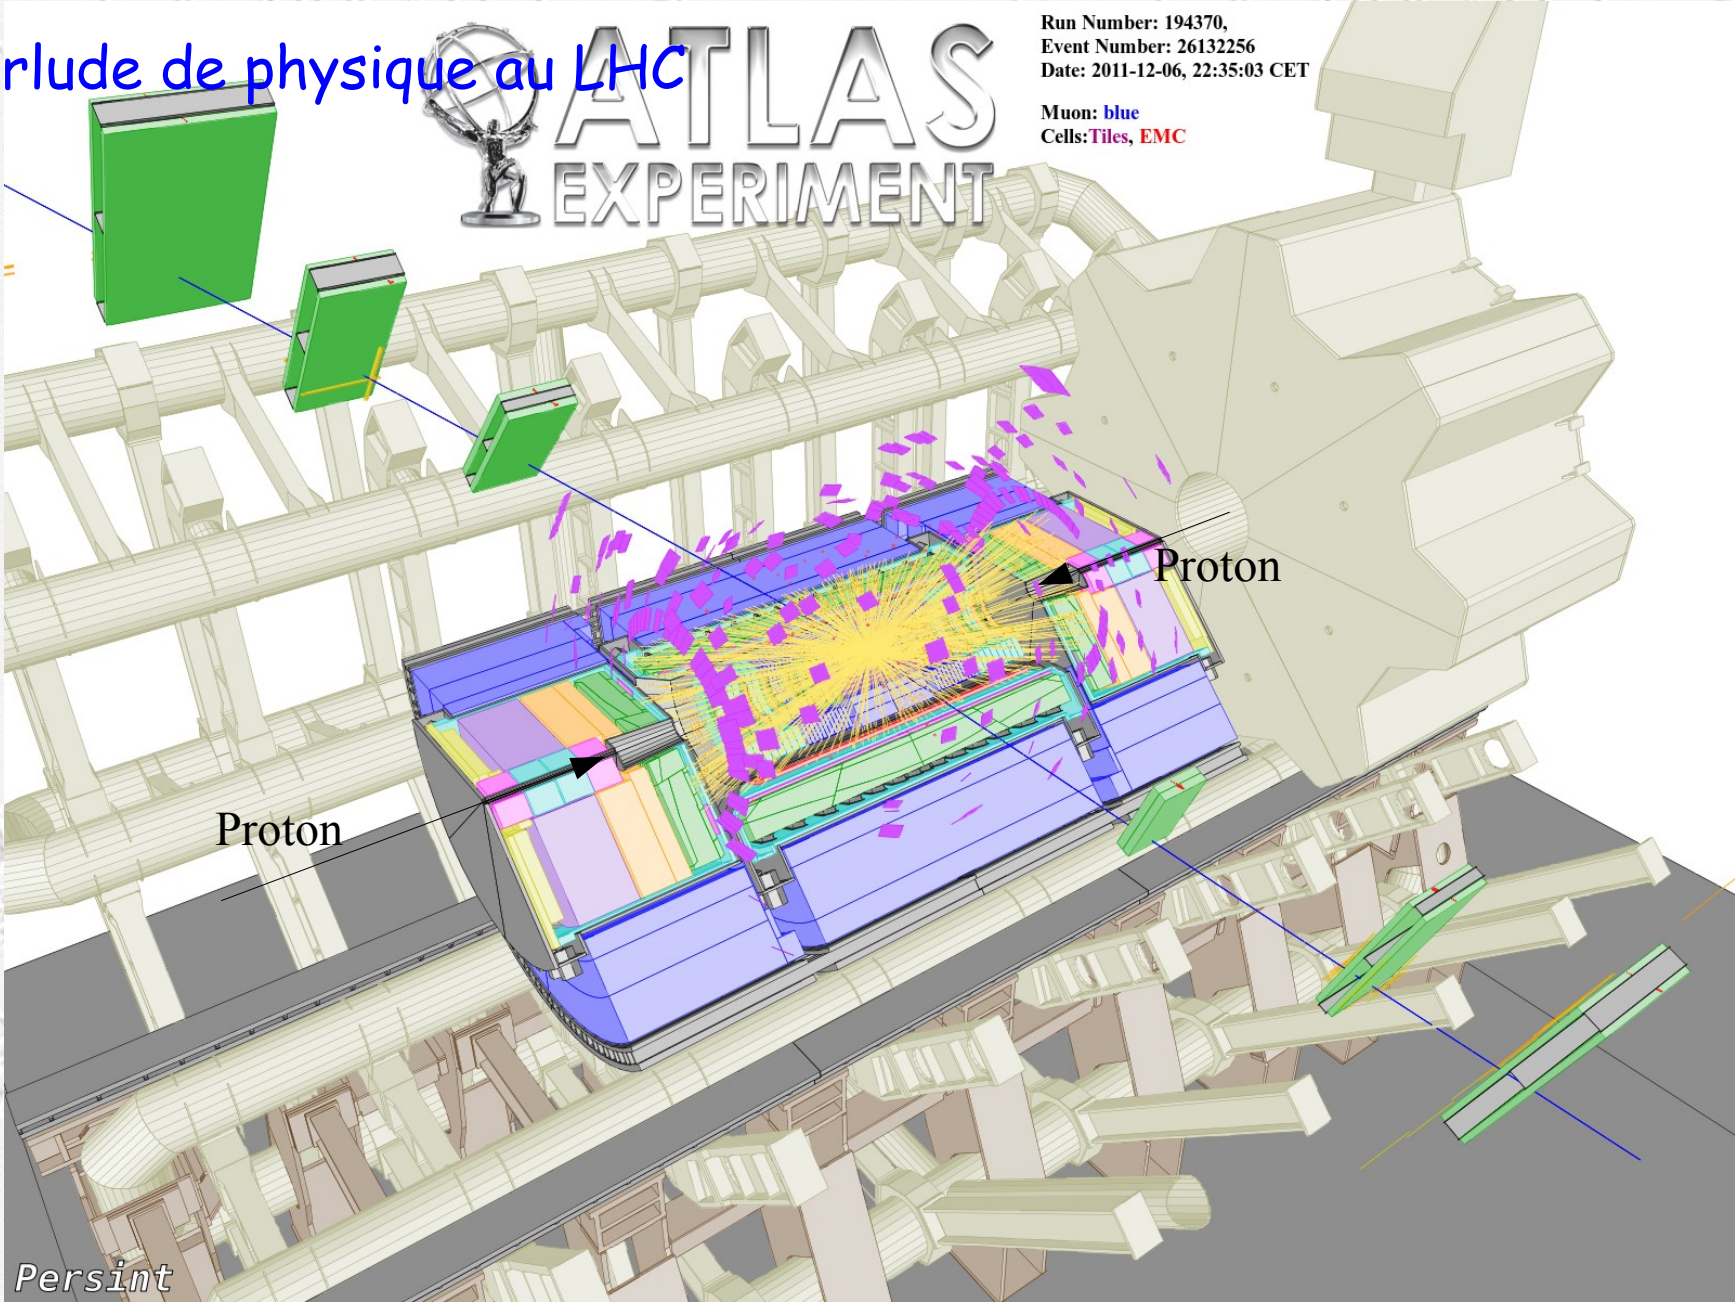 rlude de physique au LHC
ATLAS
EXPERIMENT
Run Number: 194370,
Event Number: 26132256
Date: 2011-12-06, 22:35:03 CET
Muon: blue
Cells:Tiles, EMC
Proton
Proton
Persint